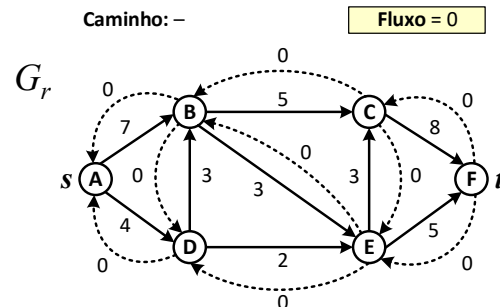 Caminho: –
Fluxo = 0
G_r
0 0 0
B 5 C
7 8
0
s A 0 3 3 3 0 F t
4 5
D 2 E
0 0
0